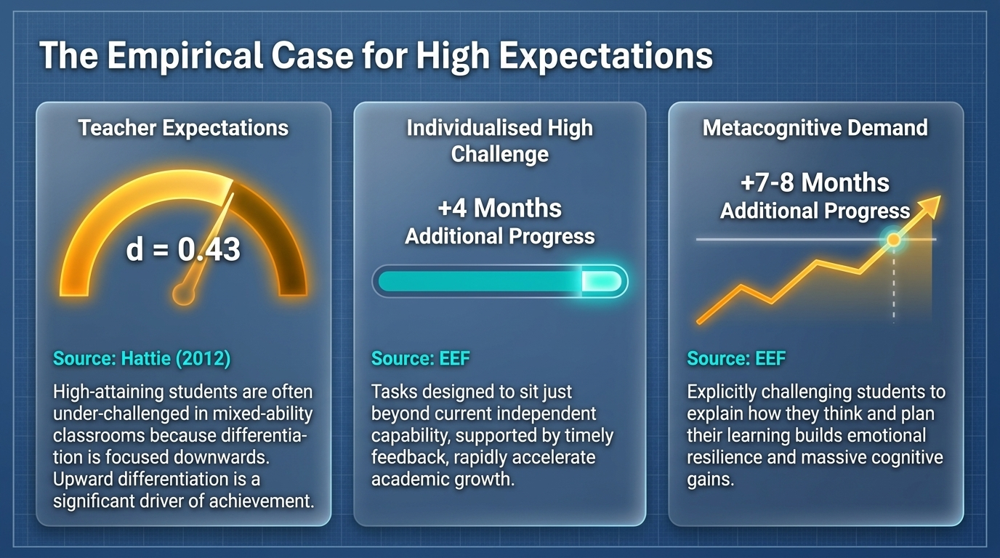 The Empirical Case for High Expectations
Teacher Expectations
d = 0.43
Source: Hattie (2012)
High-attaining students are often
under-challenged in mixed-ability
classrooms because differentia-
tion is focused downwards.
Upward differentiation is a
significant driver of achievement.
Individualised High
Challenge
+4 Months
Additional Progress
Source: EEF
Tasks designed to sit just
beyond current independent
capability, supported by timely
feedback, rapidly accelerate
academic growth.
Metacognitive Demand
+7-8 Months
Additional Progress
Source: EEF
Explicitly challenging students to
explain how they think and plan
their learning builds emotional
resilience and massive cognitive
gains.